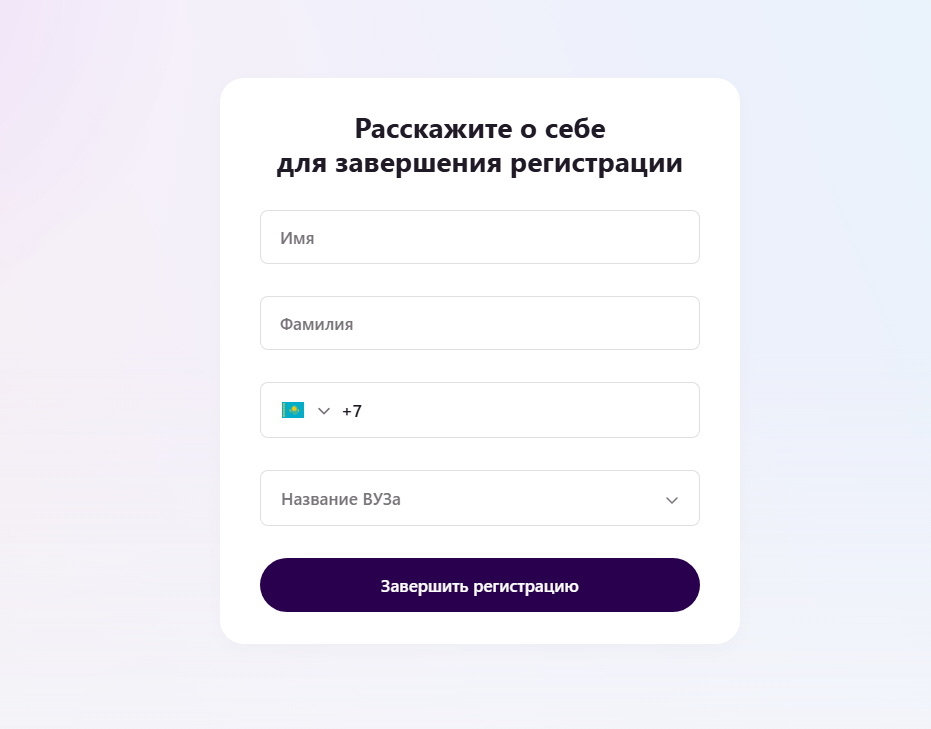 Расскажите о себе
для завершения регистрации
Имя
Фамилия
+7
Название ВУЗа
Завершить регистрацию